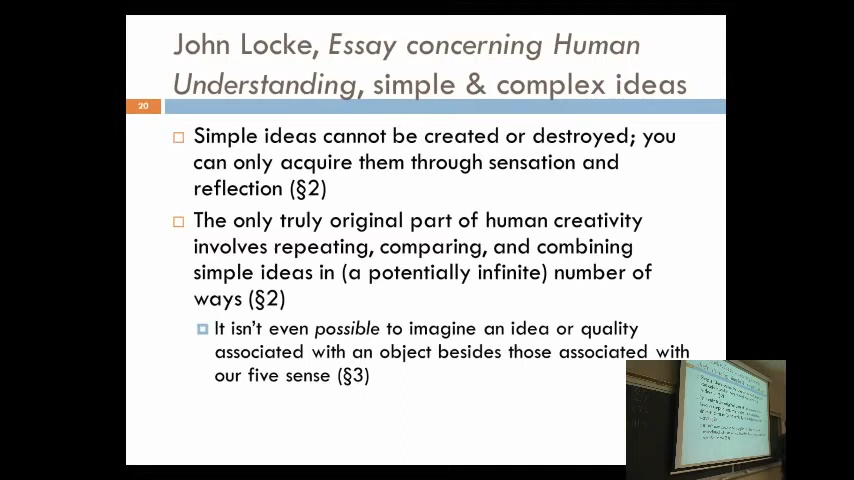 John Locke, Essay concerning Human
Understanding, simple & complex ideas
20
Simple ideas cannot be created or destroyed; you
can only acquire them through sensation and
reflection (§2)
The only truly original part of human creativity
involves repeating, comparing, and combining
simple ideas in (a potentially infinite) number of
ways (§2)
It isn't even possible to imagine an idea or quality
associated with an object besides those associated with
our five sense (§3)